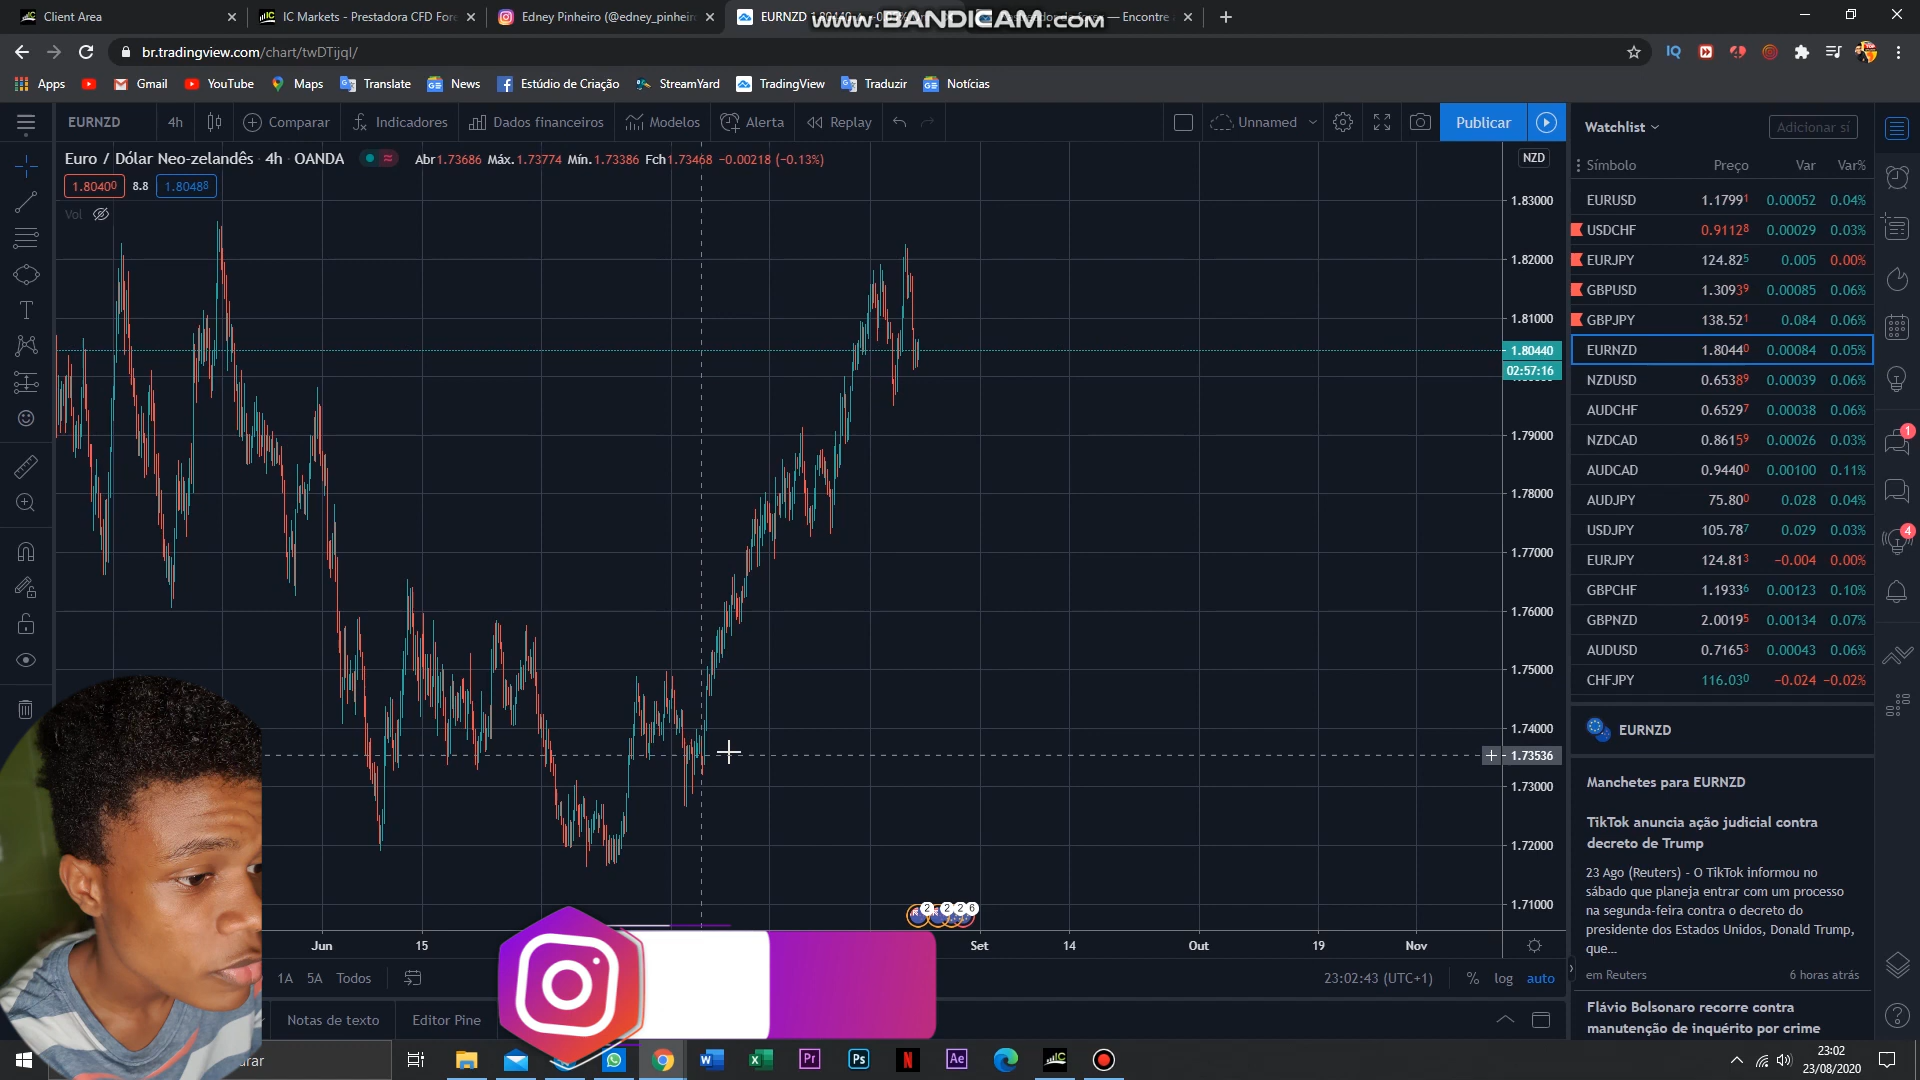 Client Area
IC Markets - Prestadora CFD Fore
Edney Pinheiro (@edney_pinheir
www.BANDICAM.com
br.tradingview.com/chart/twDTijqI/
Apps
Gmail
YouTube
Maps
Translate
News
Estúdio de Criação
StreamYard
TradingView
Traduzir
Notícias
EURNZD
4h
Comparar
Indicadores
Dados financeiros
Modelos
Alerta
Replay
Unnamed
Publicar
Euro / Dólar Neo-zelandês · 4h · OANDA
Abr1.73686 Máx.1.73774 Mín.1.73386 Fch1.73468 −0.00218 (−0.13%)
1.80400 8.8 1.80488
Vol
NZD
1.83000
1.82000
1.81000
1.80440
02:57:16
1.79000
1.78000
1.77000
1.76000
1.75000
1.74000
1.73536
1.73000
1.72000
1.71000
Jun
15
Set
14
Out
19
Nov
1A
5A
Todos
23:02:43 (UTC+1)
%
log
auto
Notas de texto
Editor Pine
Watchlist
Adicionar sí
Símbolo Preço Var Var%
EURUSD 1.17991 0.00052 0.04%
USDCHF 0.91128 0.00029 0.03%
EURJPY 124.825 0.005 0.00%
GBPUSD 1.30939 0.00085 0.06%
GBPJPY 138.521 0.084 0.06%
EURNZD 1.80440 0.00084 0.05%
NZDUSD 0.65389 0.00039 0.06%
AUDCHF 0.65297 0.00038 0.06%
NZDCAD 0.86159 0.00026 0.03%
AUDCAD 0.94400 0.00100 0.11%
AUDJPY 75.800 0.028 0.04%
USDJPY 105.787 0.029 0.03%
EURJPY 124.813 −0.004 0.00%
GBPCHF 1.19336 0.00123 0.10%
GBPNZD 2.00195 0.00134 0.07%
AUDUSD 0.71653 0.00043 0.06%
CHFJPY 116.030 −0.024 −0.02%
EURNZD
Manchetes para EURNZD
TikTok anuncia ação judicial contra
decreto de Trump
23 Ago (Reuters) - O TikTok informou no
sábado que planeja entrar com um processo
na segunda-feira contra o decreto do
presidente dos Estados Unidos, Donald Trump,
que...
em Reuters 6 horas atrás
Flávio Bolsonaro recorre contra
manutenção de inquérito por crime
23:02
23/08/2020